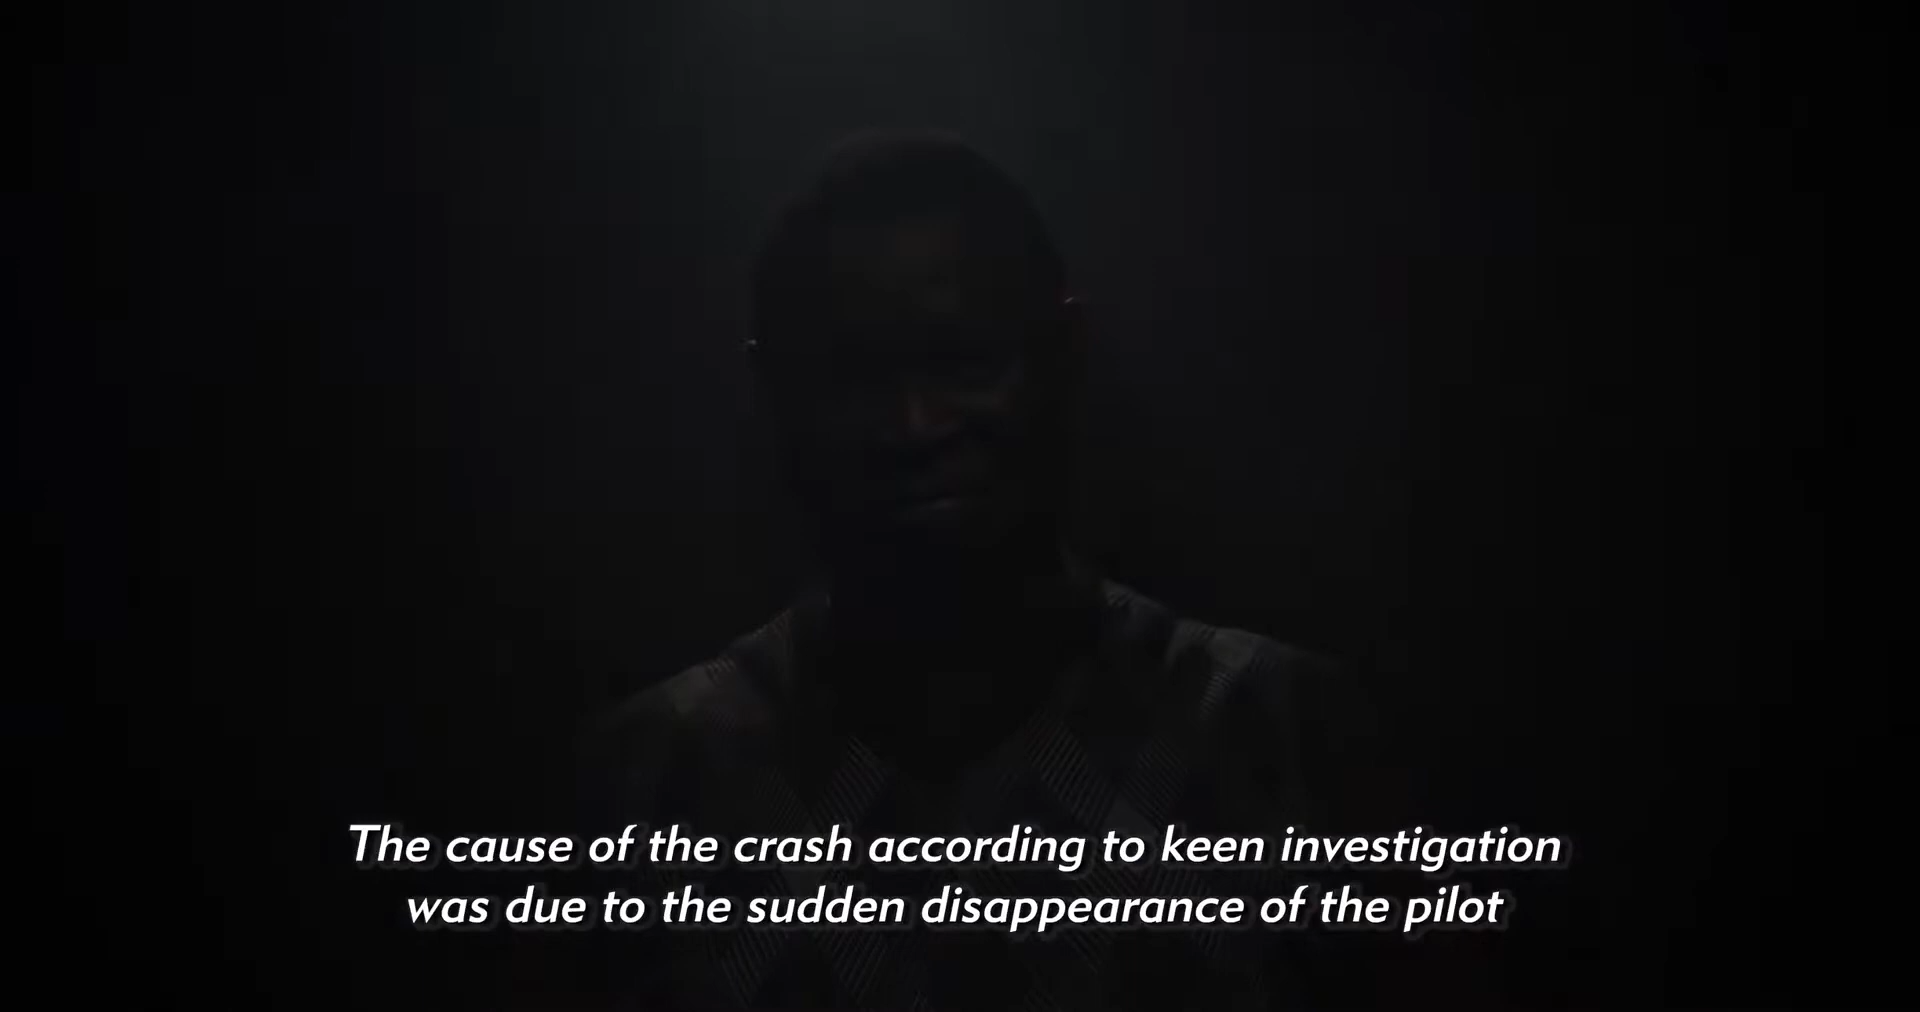 The cause of the crash according to keen investigation
was due to the sudden disappearance of the pilot